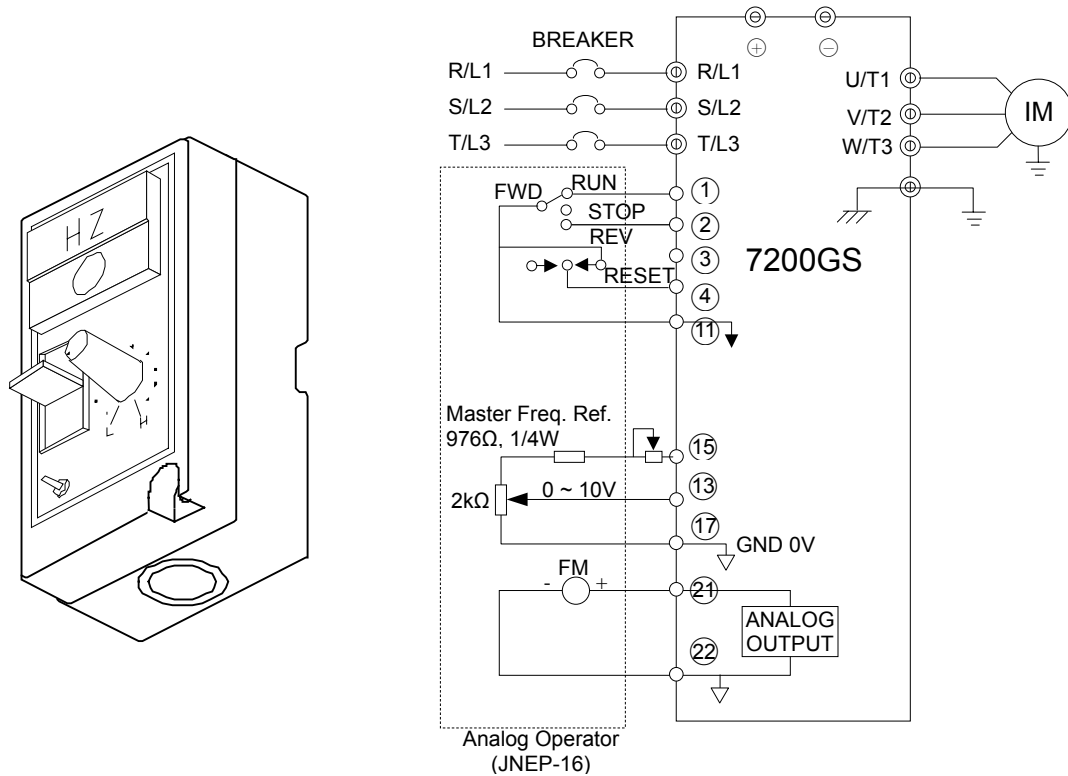 HZ
L
H
BREAKER
R/L1
R/L1
S/L2
S/L2
T/L3
T/L3
⊕
⊖
U/T1
V/T2
W/T3
IM
FWD
RUN
STOP
REV
RESET
①
②
③
④
⑪
7200GS
Master Freq. Ref.
976Ω, 1/4W
2kΩ
0 ~ 10V
⑮
⑬
⑰
GND 0V
FM
-
+
㉑
㉒
ANALOG
OUTPUT
Analog Operator
(JNEP-16)